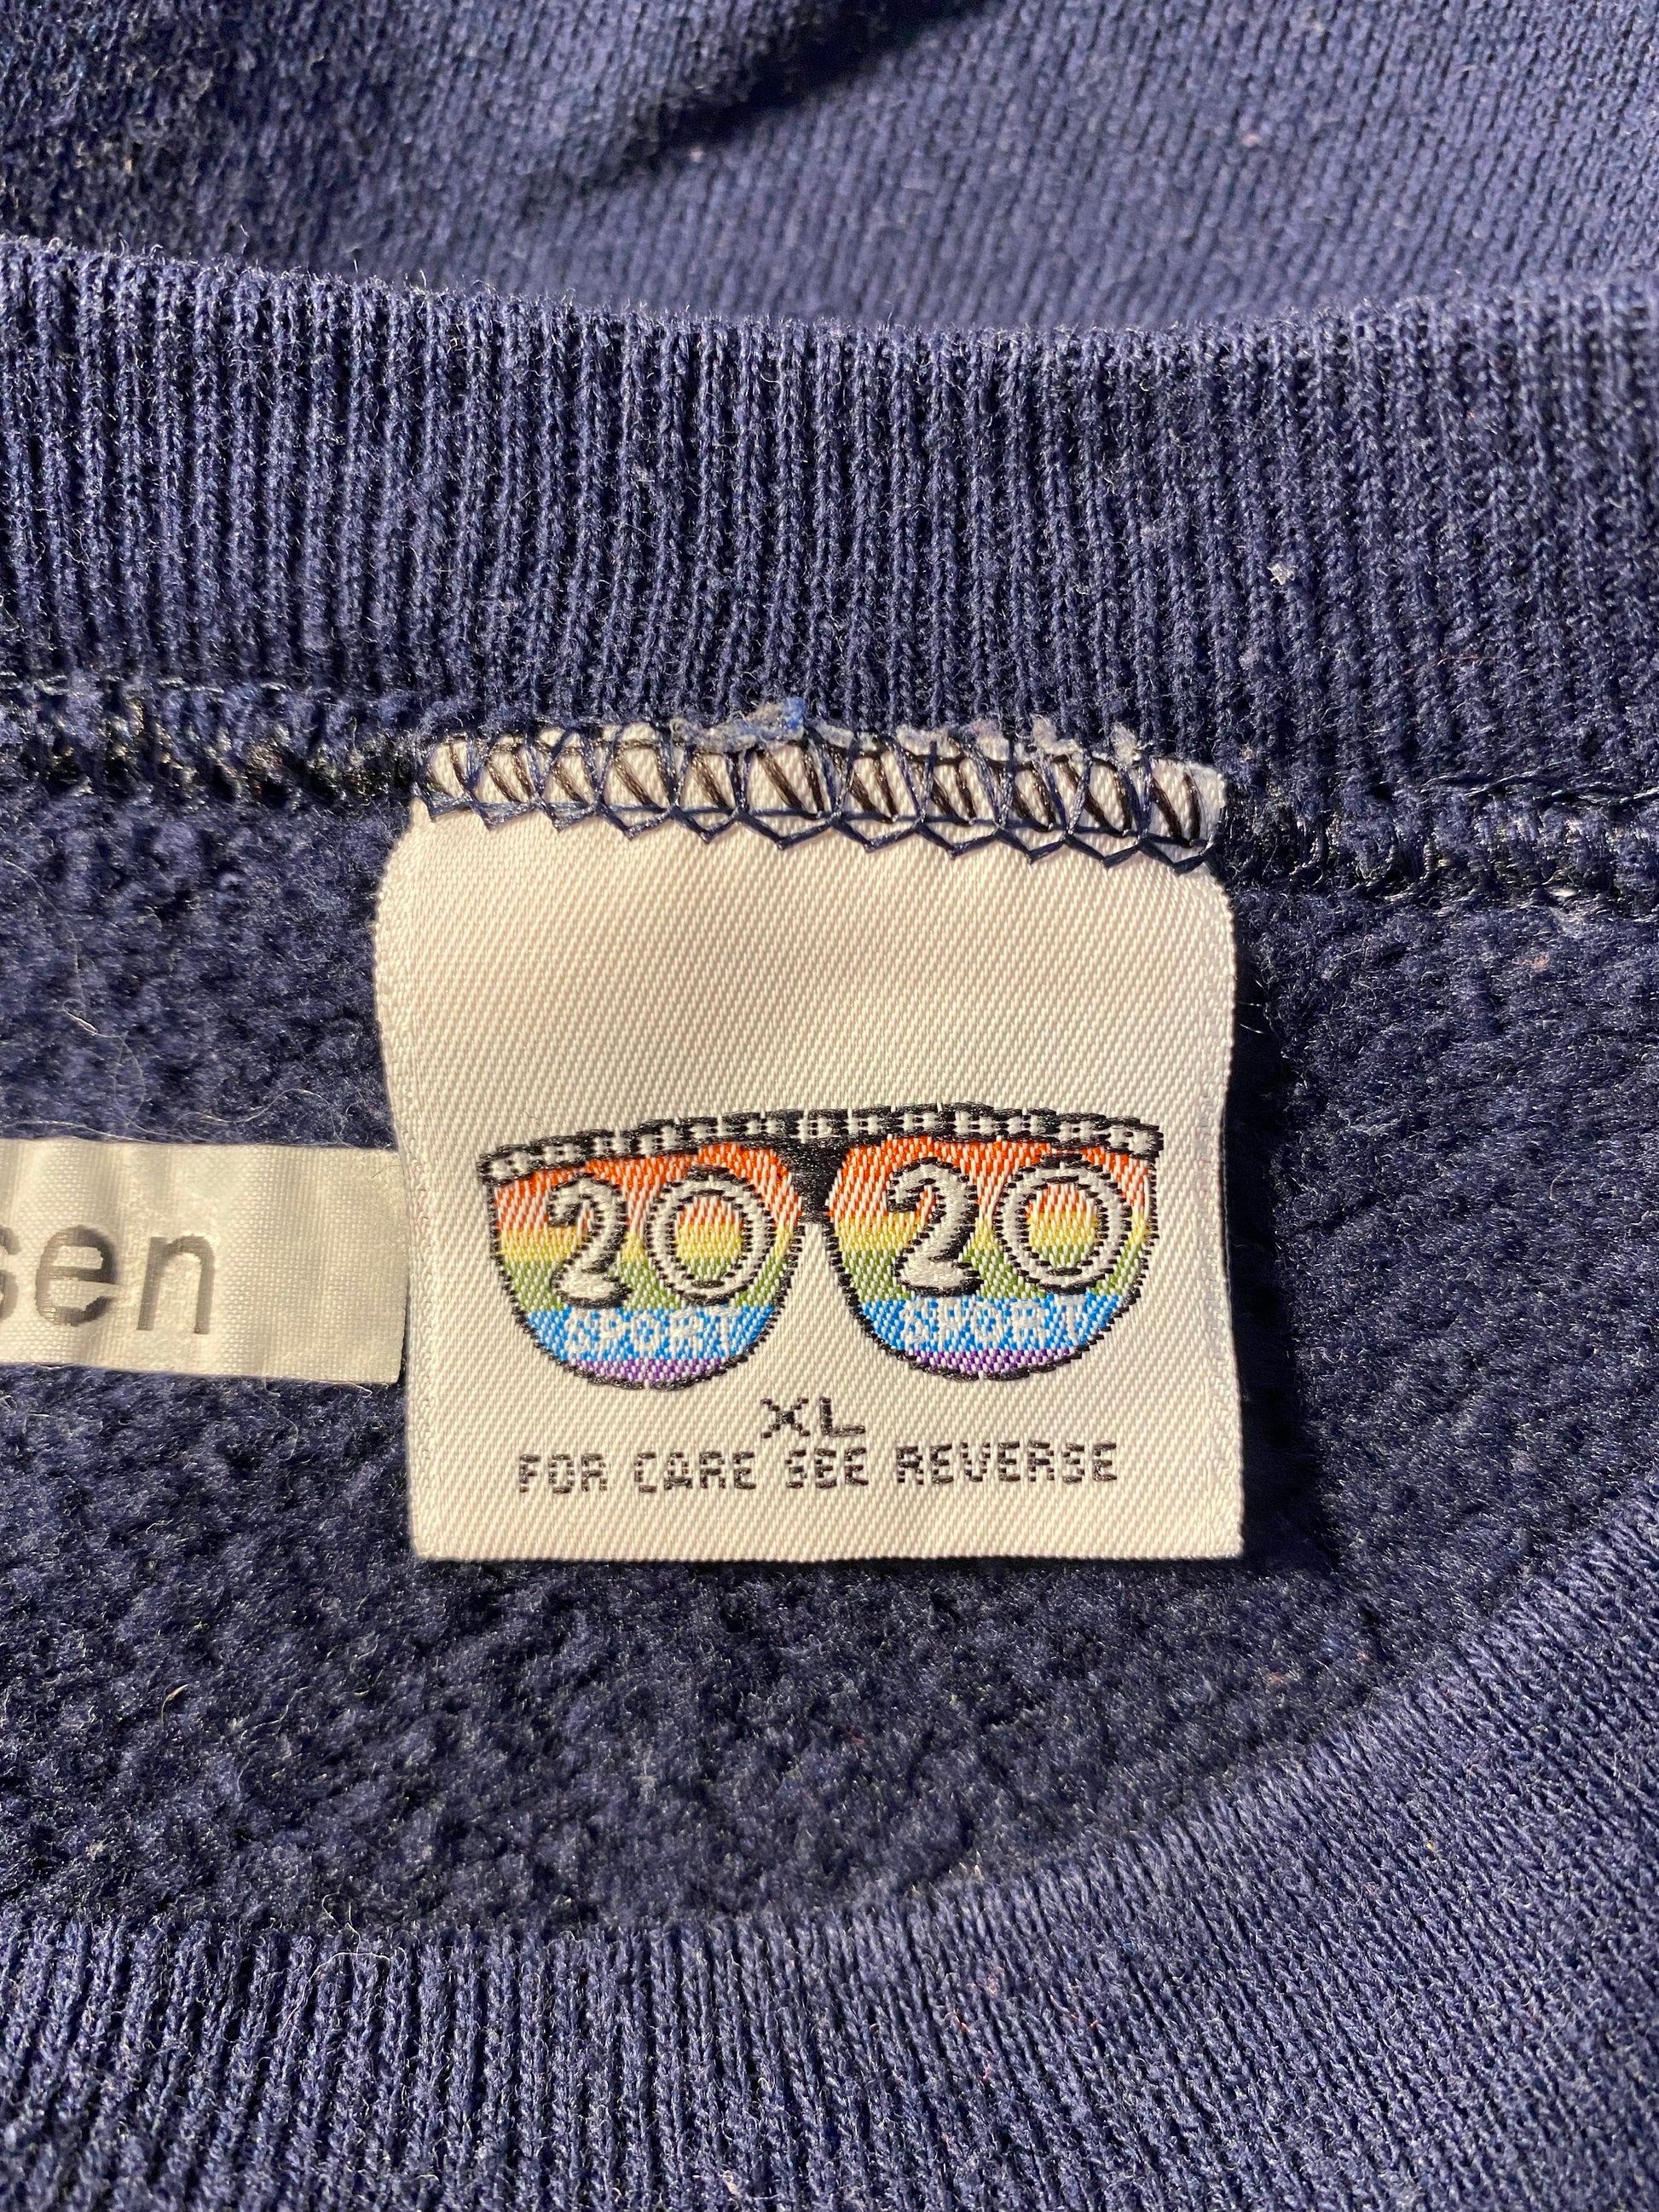 sen
20 20
SPORT SPORT
XL
FOR CARE SEE REVERSE